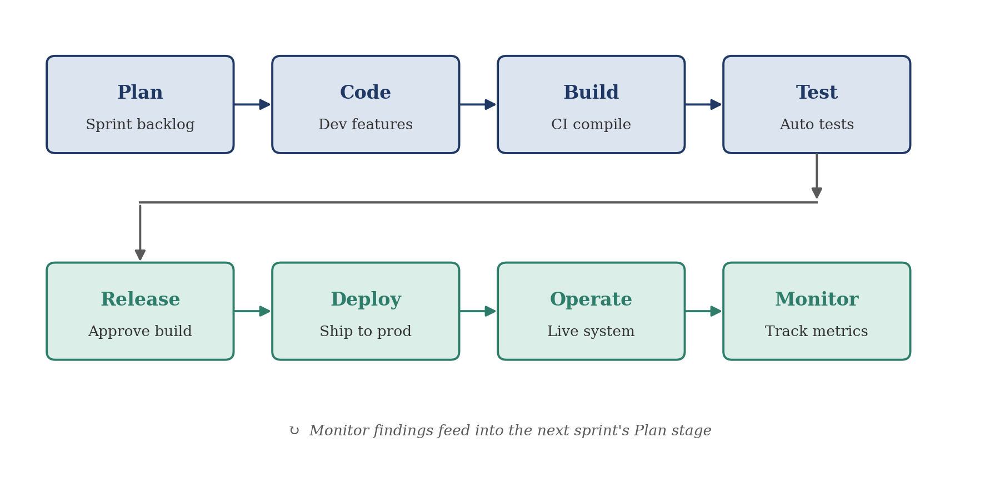 Plan
Sprint backlog
Code
Dev features
Build
CI compile
Test
Auto tests
Release
Approve build
Deploy
Ship to prod
Operate
Live system
Monitor
Track metrics
↻ Monitor findings feed into the next sprint's Plan stage